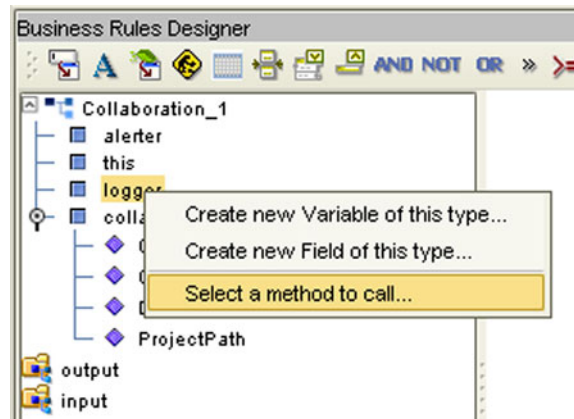 Business Rules Designer
A AND NOT OR » >=
Collaboration_1
alerter
this
logger
Create new Variable of this type...
Create new Field of this type...
Select a method to call...
ProjectPath
output
input